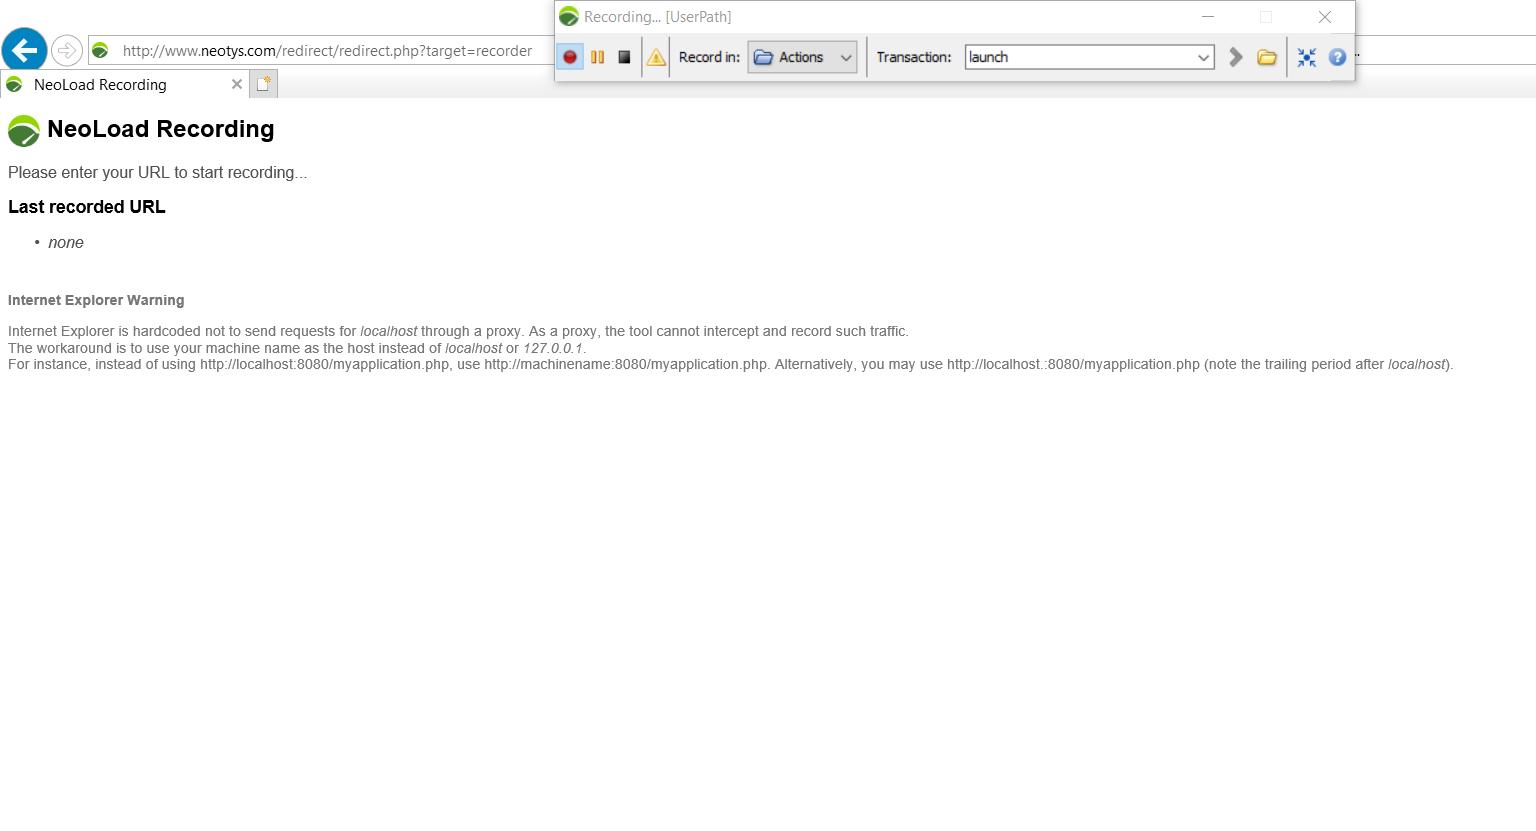 Recording... [UserPath]
http://www.neotys.com/redirect/redirect.php?target=recorder
Record in: Actions Transaction: launch
NeoLoad Recording
NeoLoad Recording
Please enter your URL to start recording...
Last recorded URL
• none
Internet Explorer Warning
Internet Explorer is hardcoded not to send requests for localhost through a proxy. As a proxy, the tool cannot intercept and record such traffic.
The workaround is to use your machine name as the host instead of localhost or 127.0.0.1.
For instance, instead of using http://localhost:8080/myapplication.php, use http://machinename:8080/myapplication.php. Alternatively, you may use http://localhost.:8080/myapplication.php (note the trailing period after localhost).